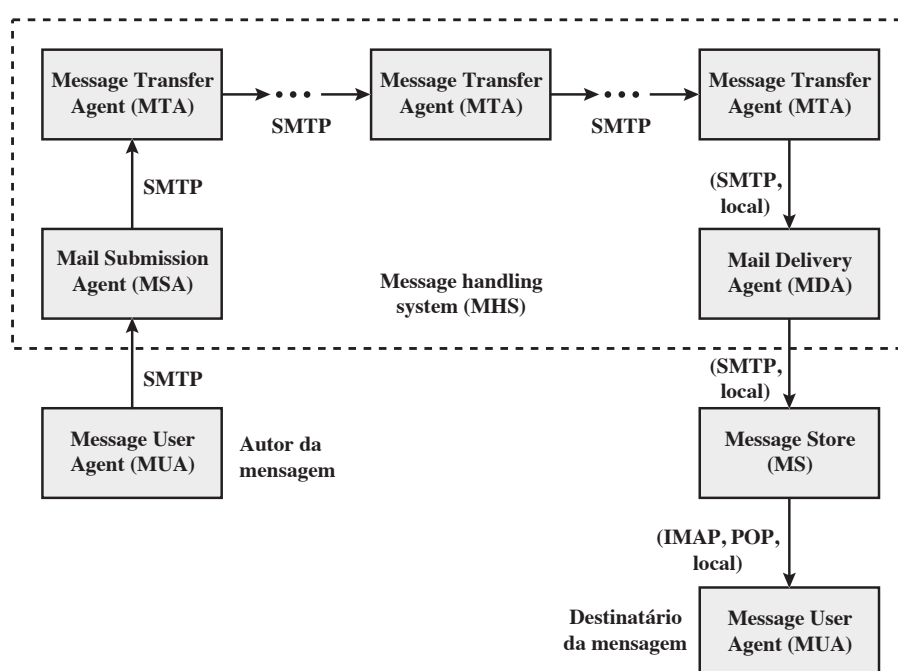 Message Transfer
Agent (MTA)
SMTP
Message Transfer
Agent (MTA)
SMTP
Message Transfer
Agent (MTA)
SMTP
(SMTP,
local)
Mail Submission
Agent (MSA)
Message handling
system (MHS)
Mail Delivery
Agent (MDA)
SMTP
(SMTP,
local)
Message User
Agent (MUA)
Autor da
mensagem
Message Store
(MS)
(IMAP, POP,
local)
Destinatário
da mensagem
Message User
Agent (MUA)